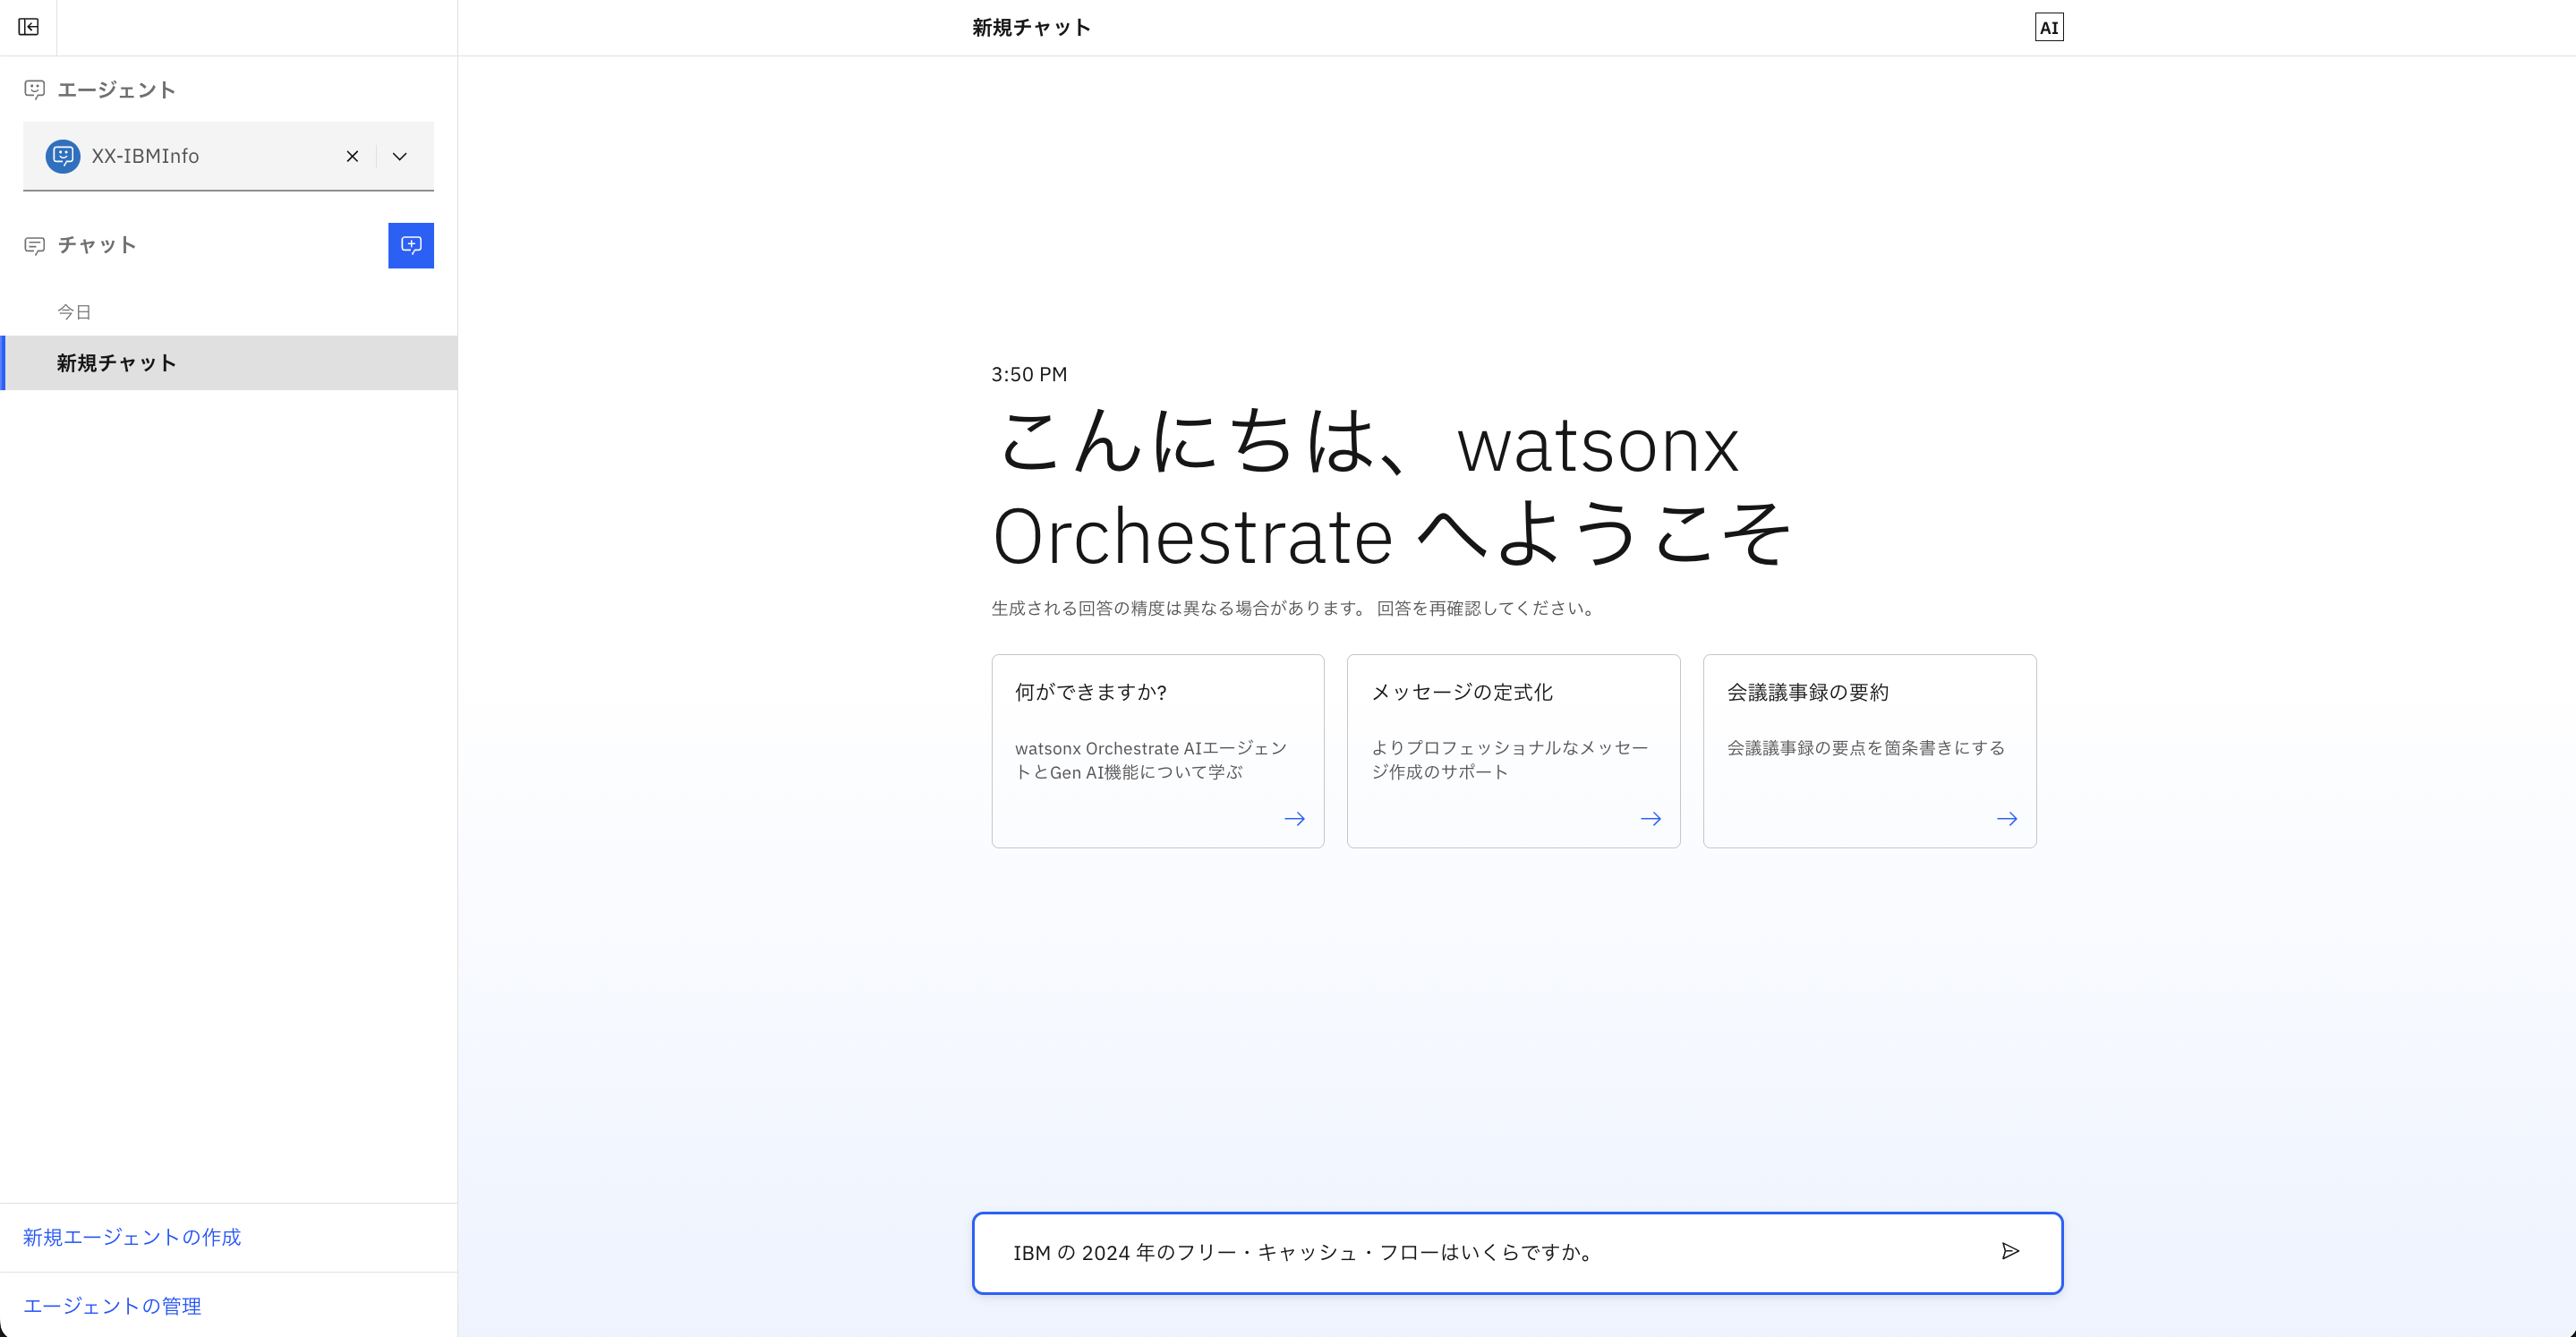 新規チャット
AI
エージェント
XX-IBMInfo
チャット
今日
新規チャット
3:50 PM
こんにちは、watsonx
Orchestrate へようこそ
生成される回答の精度は異なる場合があります。 回答を再確認してください。
何ができますか?
watsonx Orchestrate AIエージェン
トとGen AI機能について学ぶ
メッセージの定式化
よりプロフェッショナルなメッセー
ジ作成のサポート
会議議事録の要約
会議議事録の要点を箇条書きにする
IBM の 2024 年のフリー・キャッシュ・フローはいくらですか。
新規エージェントの作成
エージェントの管理